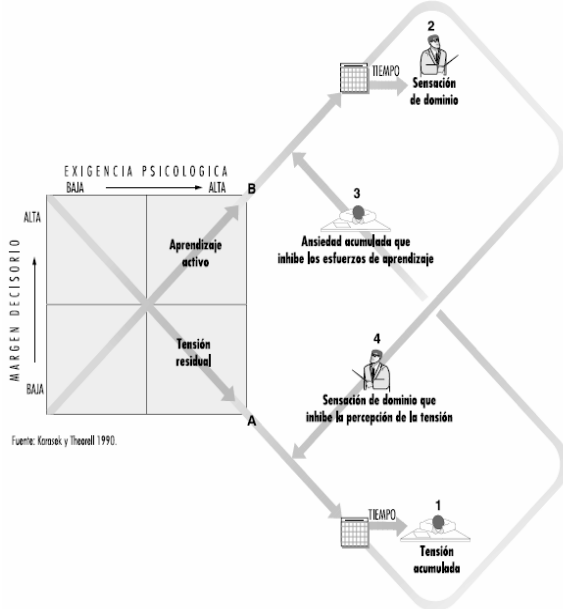 2
TIEMPO
Sensación
de dominio
EXIGENCIA PSICOLOGICA
BAJA
ALTA
B
3
ALTA
Aprendizaje
activo
Ansiedad acumulada que
inhibe los esfuerzos de aprendizaje
MARGEN DECISORIO
Tensión
residual
4
BAJA
Sensación de dominio que
inhibe la percepción de la tensión
A
Fuente: Karasek y Thearell 1990.
TIEMPO
1
Tensión
acumulada